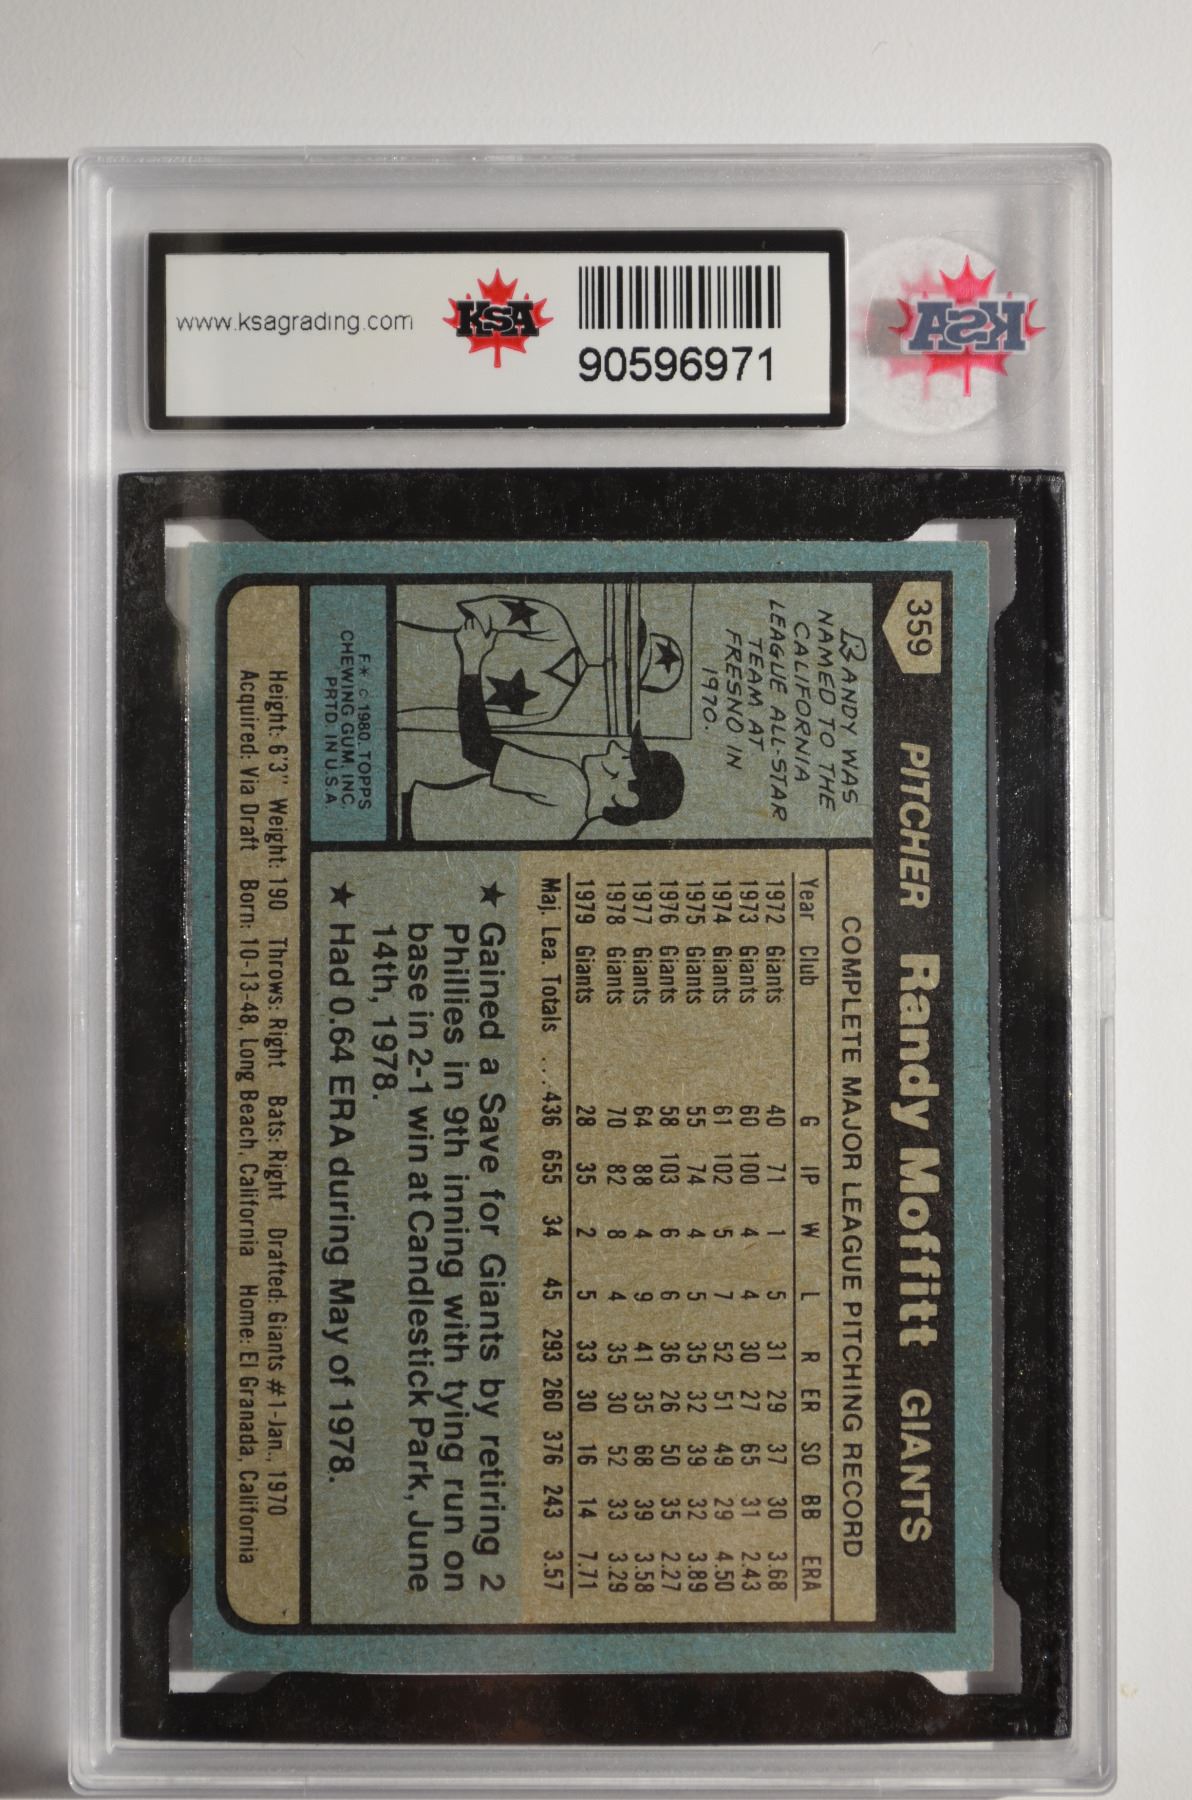 www.ksagrading.com
KSA
90596971
KSA
359 PITCHER Randy Moffitt GIANTS
RANDY WAS
NAMED TO THE
CALIFORNIA
LEAGUE ALL-STAR
TEAM AT
FRESNO IN
1970.
F.* © 1980. TOPPS
CHEWING GUM, INC.
PRTD. IN U.S.A.
COMPLETE MAJOR LEAGUE PITCHING RECORD
Year Club G IP W L R ER SO BB ERA
1972 Giants 40 71 1 5 31 29 37 30 3.68
1973 Giants 60 100 4 4 30 27 65 31 2.43
1974 Giants 61 102 5 7 52 51 49 29 4.50
1975 Giants 55 74 4 5 35 32 39 32 3.89
1976 Giants 58 103 6 6 36 26 50 35 2.27
1977 Giants 64 88 4 9 41 35 68 39 3.58
1978 Giants 70 82 8 4 35 30 52 33 3.29
1979 Giants 28 35 2 5 33 30 16 14 7.71
Maj. Lea. Totals ...436 655 34 45 293 260 376 243 3.57
★ Gained a Save for Giants by retiring 2
Phillies in 9th inning with tying run on
base in 2-1 win at Candlestick Park, June
14th, 1978.
★ Had 0.64 ERA during May of 1978.
Height: 6'3" Weight: 190 Throws: Right Bats: Right Drafted: Giants #1-Jan., 1970
Acquired: Via Draft Born: 10-13-48, Long Beach, California Home: El Granada, California